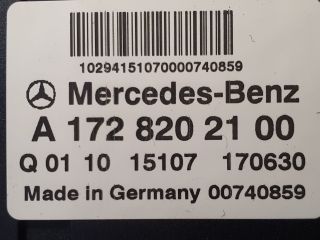 10294151070000740859
Mercedes-Benz
A 172 820 21 00
Q 01 10 15107 170630
Made in Germany 00740859